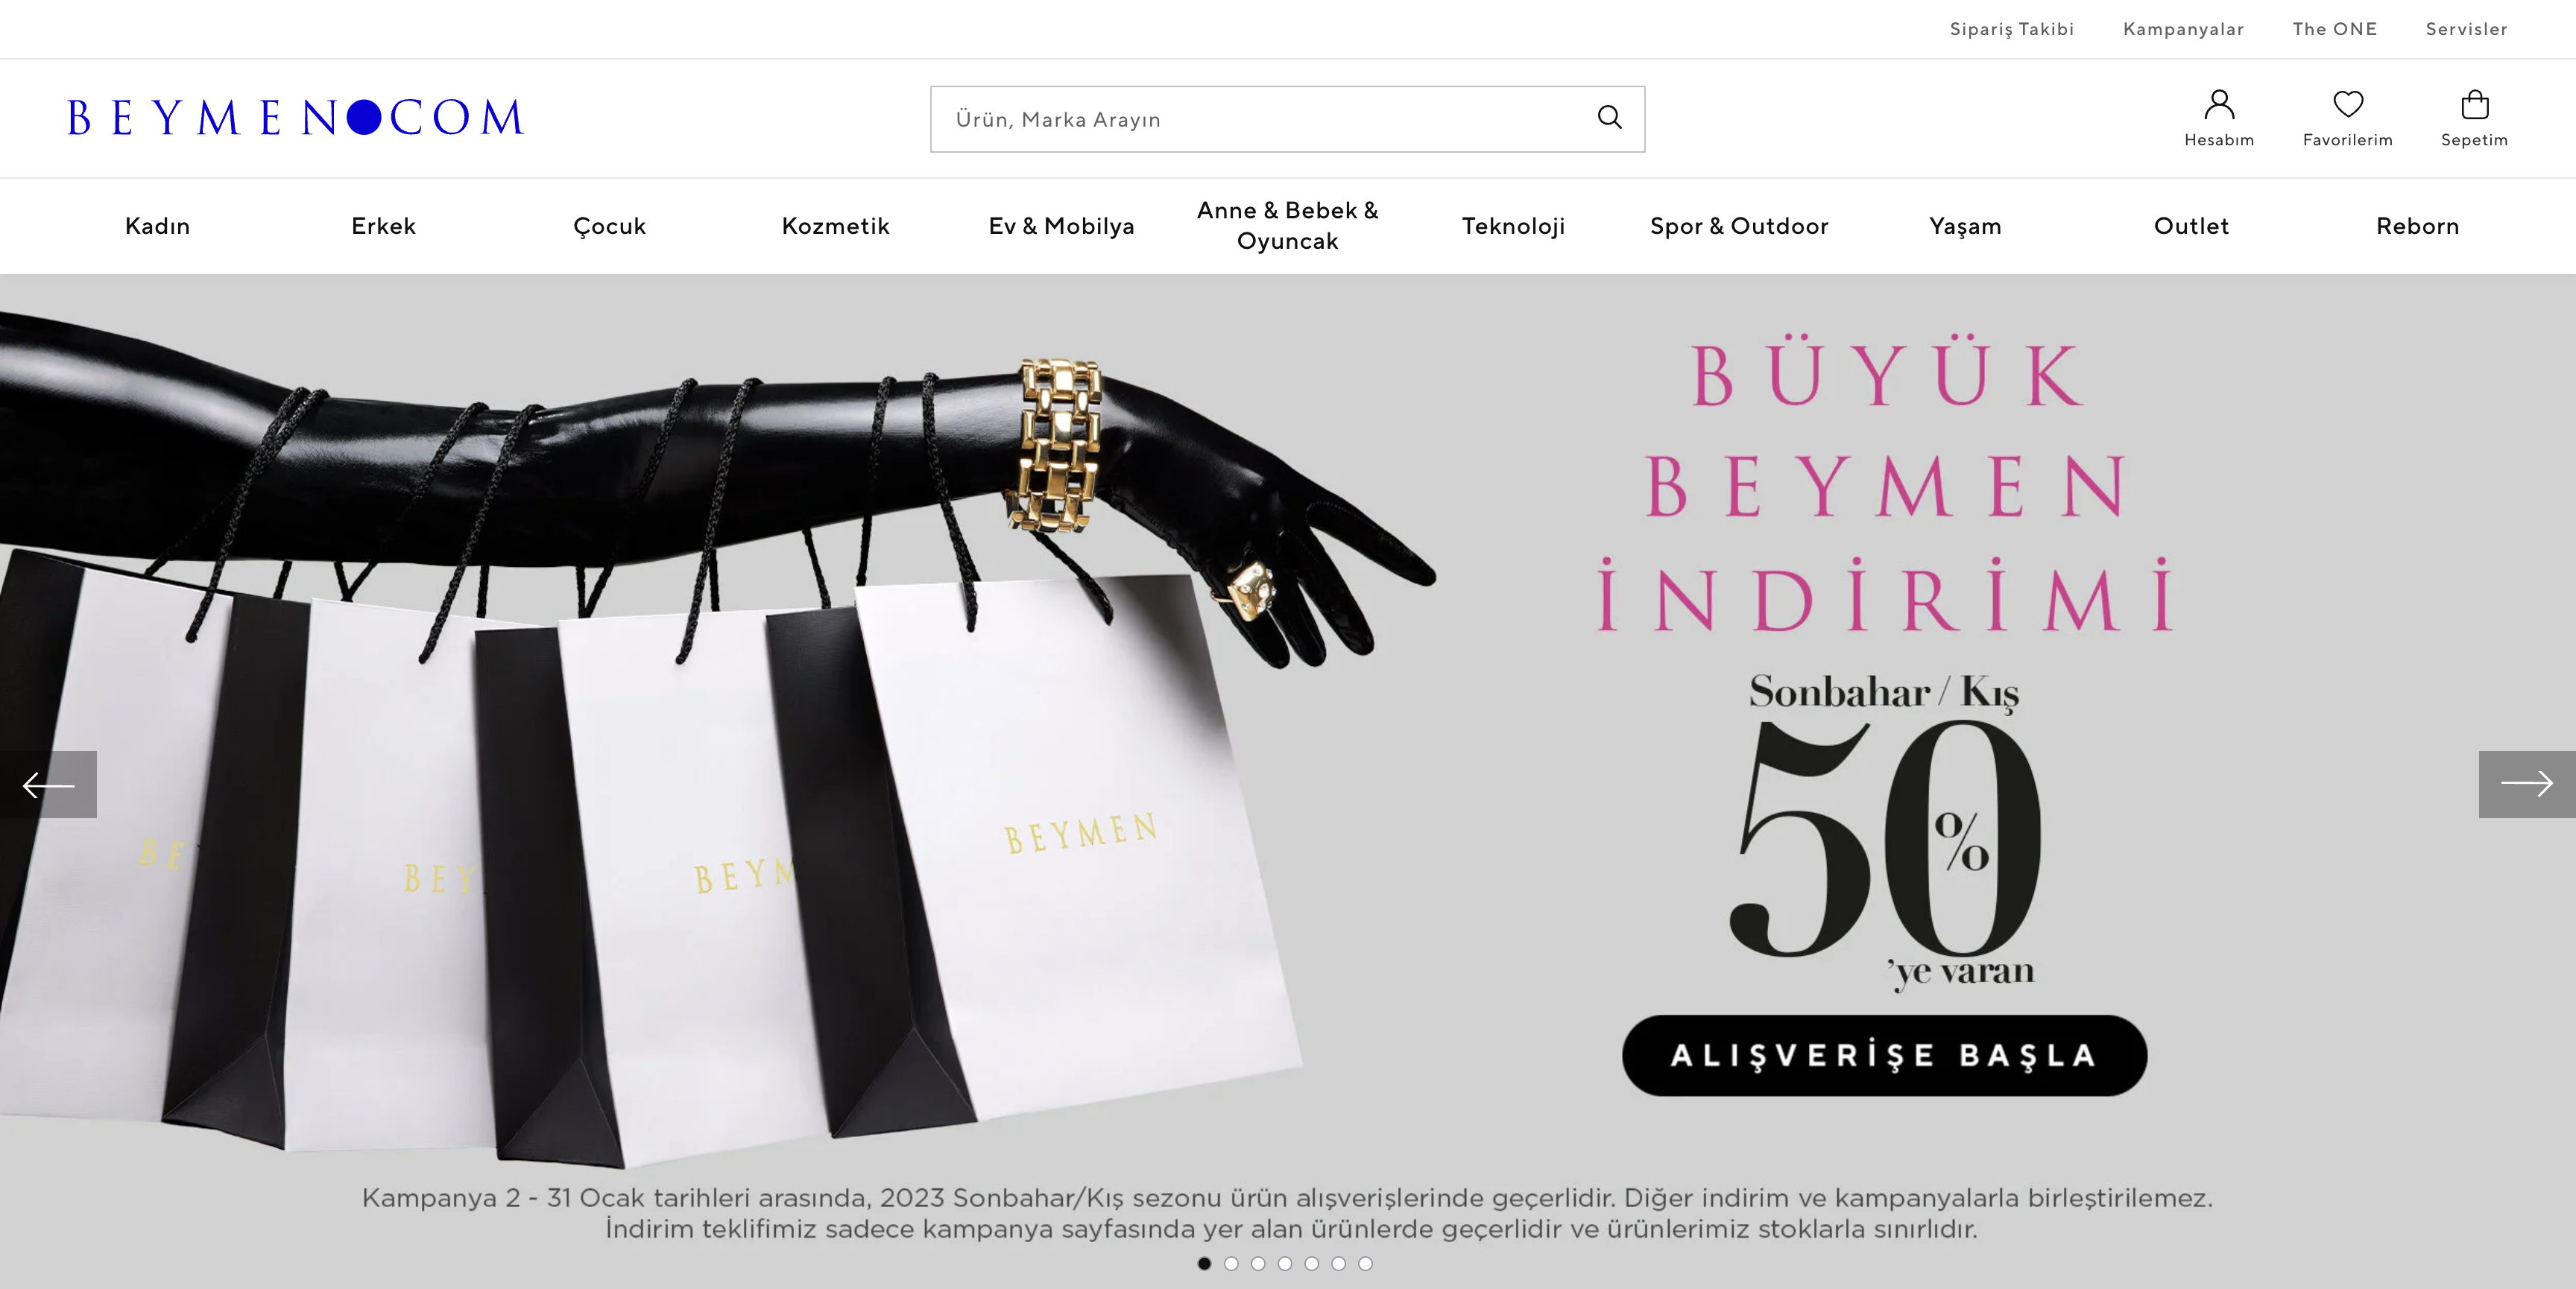 Sipariş Takibi Kampanyalar The ONE Servisler
BEYMEN COM
Ürün, Marka Arayın
Hesabım Favorilerim Sepetim
Kadın Erkek Çocuk Kozmetik Ev & Mobilya Anne & Bebek & Oyuncak Teknoloji Spor & Outdoor Yaşam Outlet Reborn
BÜYÜK
BEYMEN
İNDİRİMİ
Sonbahar / Kış
%50
'ye varan
BE
BEY
BEYM
BEYMEN
ALIŞVERİŞE BAŞLA
Kampanya 2 - 31 Ocak tarihleri arasında, 2023 Sonbahar/Kış sezonu ürün alışverişlerinde geçerlidir. Diğer indirim ve kampanyalarla birleştirilemez.
İndirim teklifimiz sadece kampanya sayfasında yer alan ürünlerde geçerlidir ve ürünlerimiz stoklarla sınırlıdır.